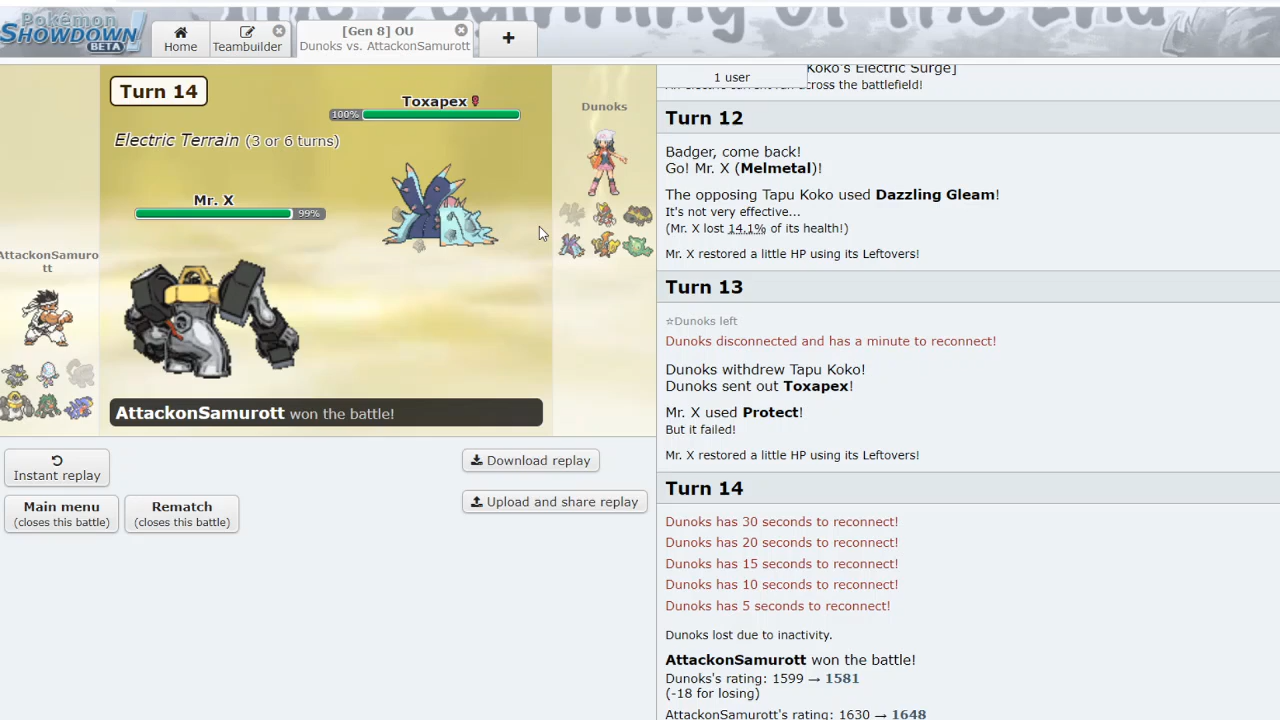 The Beginning of the End
Pokémon
SHOWDOWN
BETA
Home
Teambuilder
[Gen 8] OU
Dunoks vs. AttackonSamurott
+
Turn 14
Toxapex
100%
Electric Terrain (3 or 6 turns)
Mr. X
99%
AttackonSamuro
tt
Dunoks
AttackonSamurott won the battle!
Instant replay
Download replay
Upload and share replay
Main menu
(closes this battle)
Rematch
(closes this battle)
1 user
Koko's Electric Surge]
An electric current ran across the battlefield!
Turn 12
Badger, come back!
Go! Mr. X (Melmetal)!
The opposing Tapu Koko used Dazzling Gleam!
It's not very effective...
(Mr. X lost 14.1% of its health!)
Mr. X restored a little HP using its Leftovers!
Turn 13
☆Dunoks left
Dunoks disconnected and has a minute to reconnect!
Dunoks withdrew Tapu Koko!
Dunoks sent out Toxapex!
Mr. X used Protect!
But it failed!
Mr. X restored a little HP using its Leftovers!
Turn 14
Dunoks has 30 seconds to reconnect!
Dunoks has 20 seconds to reconnect!
Dunoks has 15 seconds to reconnect!
Dunoks has 10 seconds to reconnect!
Dunoks has 5 seconds to reconnect!
Dunoks lost due to inactivity.
AttackonSamurott won the battle!
Dunoks's rating: 1599 → 1581
(-18 for losing)
AttackonSamurott's rating: 1630 → 1648